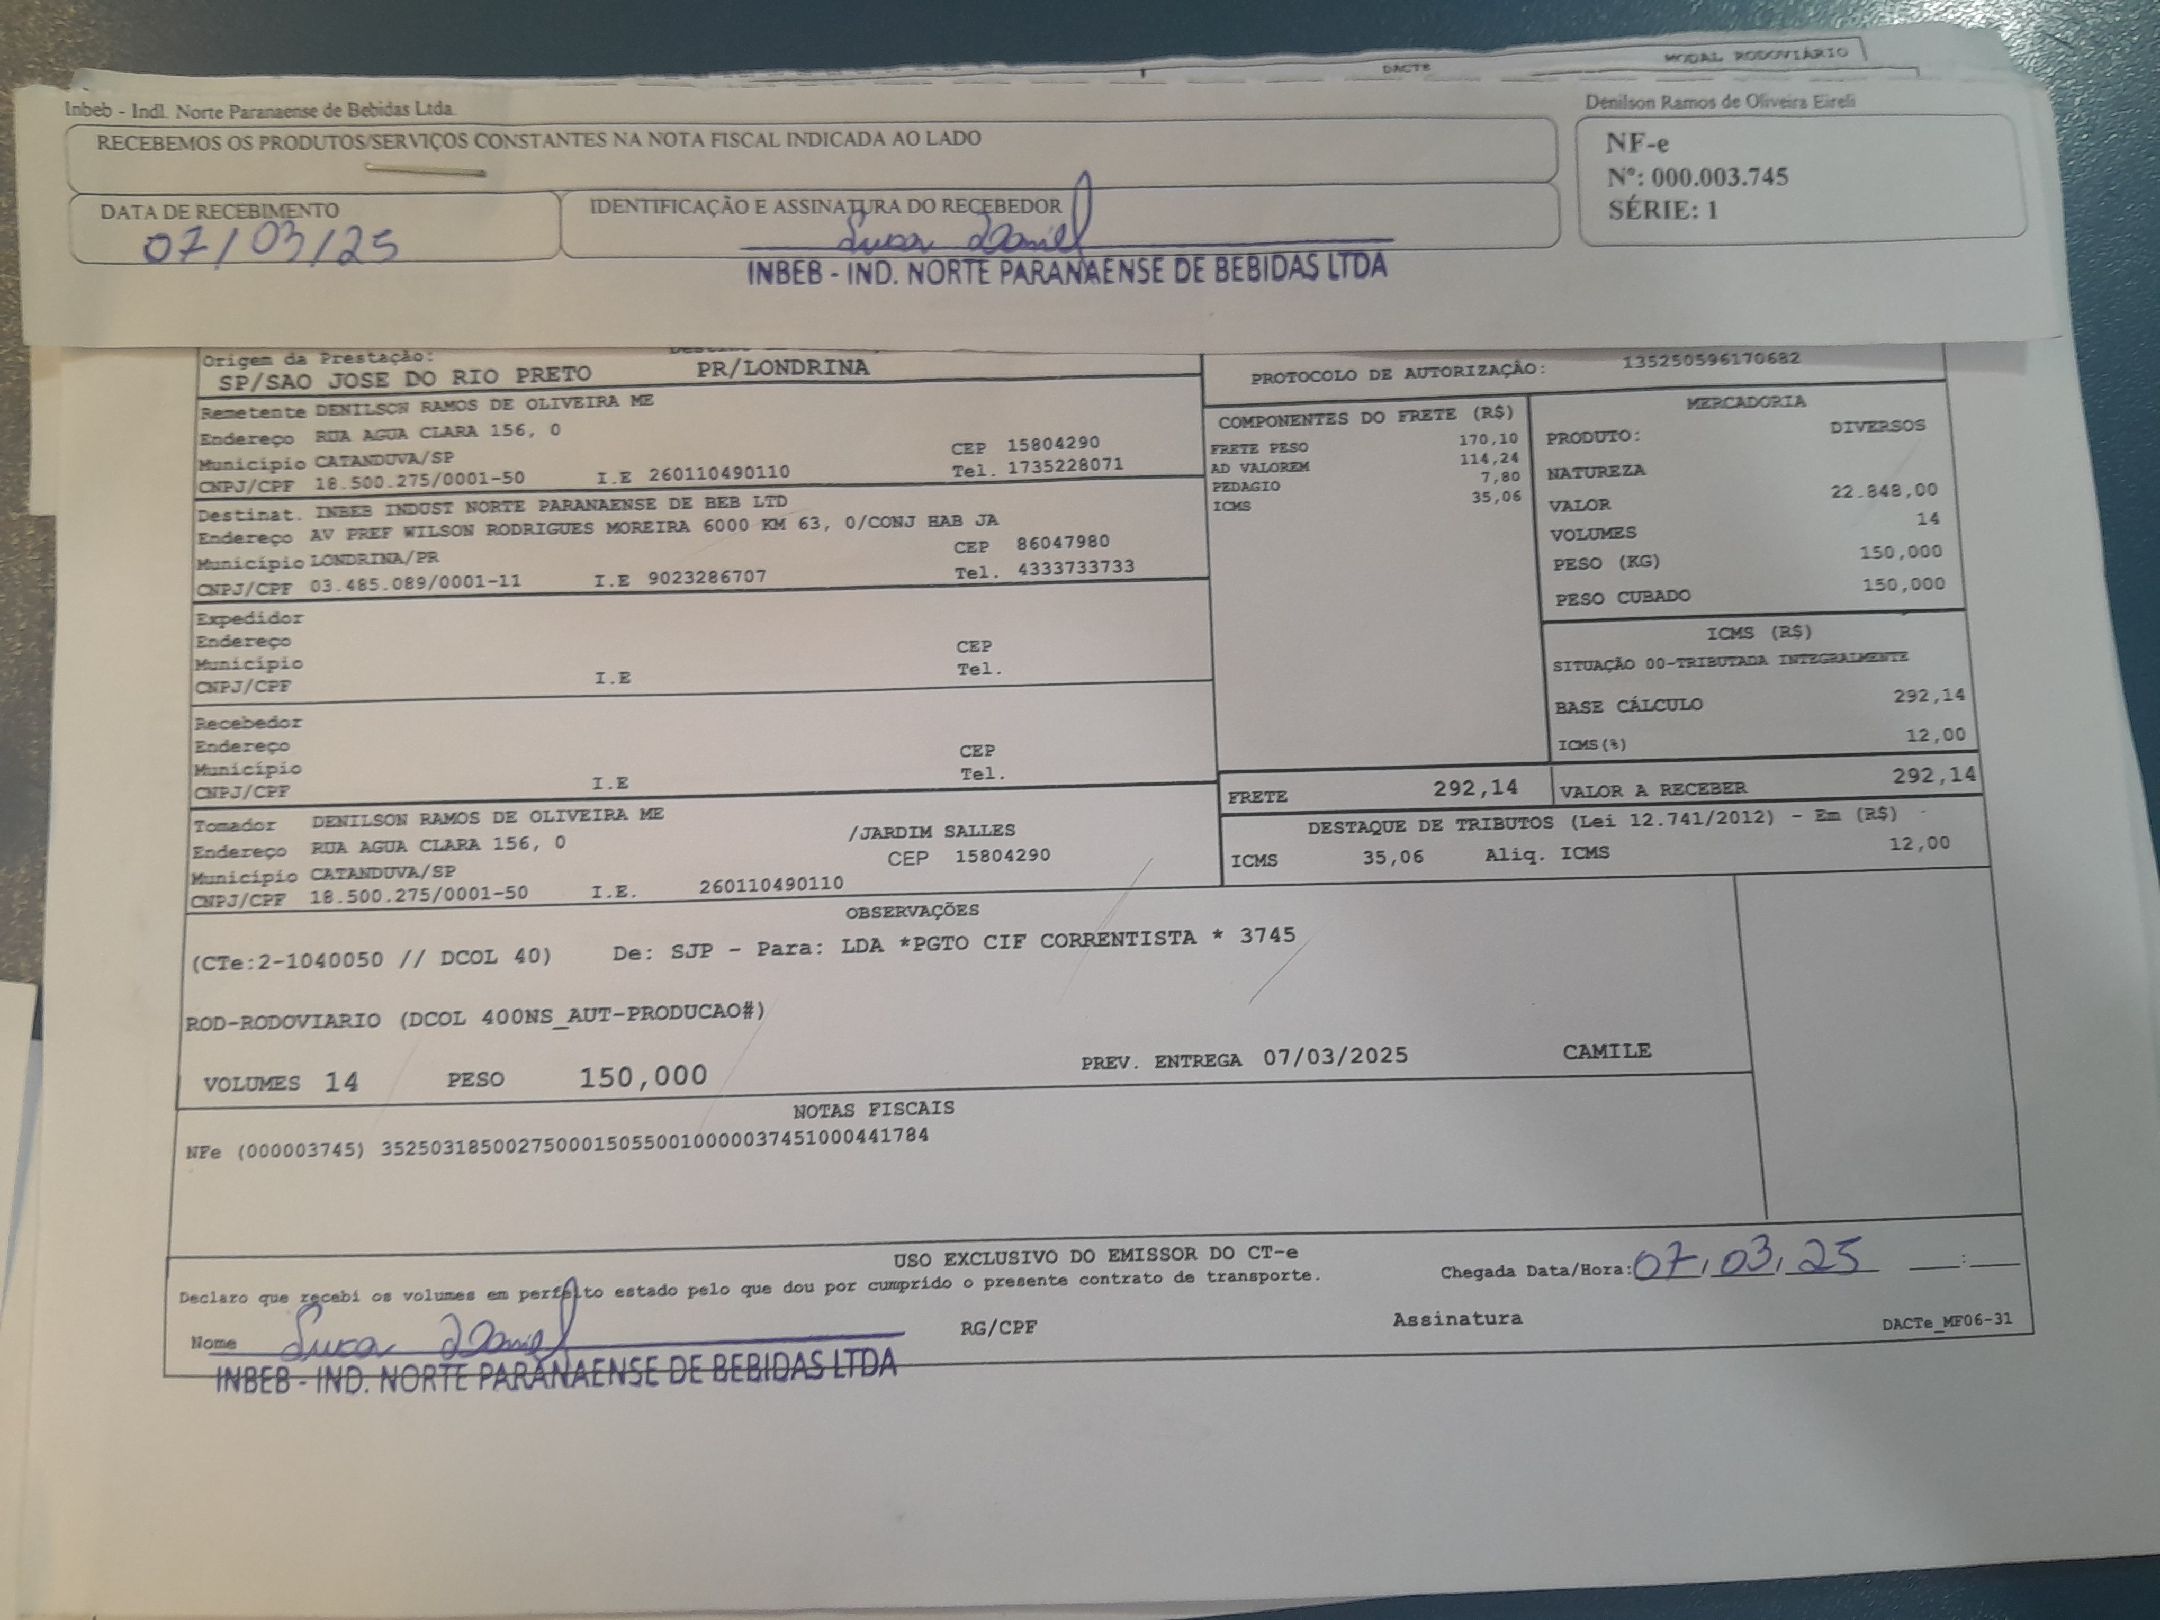 DACTE
MODAL RODOVIÁRIO
Inbeb - Indl. Norte Paranaense de Bebidas Ltda.
Denilson Ramos de Oliveira Eireli
RECEBEMOS OS PRODUTOS/SERVIÇOS CONSTANTES NA NOTA FISCAL INDICADA AO LADO
NF-e
Nº: 000.003.745
SÉRIE: 1
DATA DE RECEBIMENTO
07/03/25
IDENTIFICAÇÃO E ASSINATURA DO RECEBEDOR
Daniel
INBEB - IND. NORTE PARANAENSE DE BEBIDAS LTDA
Origem da Prestação:
SP/SAO JOSE DO RIO PRETO PR/LONDRINA
PROTOCOLO DE AUTORIZAÇÃO: 135250596170682
Remetente DENILSON RAMOS DE OLIVEIRA ME
Endereço RUA AGUA CLARA 156, 0
Município CATANDUVA/SP CEP 15804290
CNPJ/CPF 18.500.275/0001-50 I.E 260110490110 Tel. 1735228071
Destinat. INBEB INDUST NORTE PARANAENSE DE BEB LTD
Endereço AV PREF WILSON RODRIGUES MOREIRA 6000 KM 63, 0/CONJ HAB JA
Município LONDRINA/PR CEP 86047980
CNPJ/CPF 03.485.089/0001-11 I.E 9023286707 Tel. 4333733733
Expedidor
Endereço
Município CEP
CNPJ/CPF I.E Tel.
Recebedor
Endereço
Município CEP
CNPJ/CPF I.E Tel.
Tomador DENILSON RAMOS DE OLIVEIRA ME
Endereço RUA AGUA CLARA 156, 0 /JARDIM SALLES
Município CATANDUVA/SP CEP 15804290
CNPJ/CPF 18.500.275/0001-50 I.E. 260110490110
COMPONENTES DO FRETE (R$)
FRETE PESO 170,10
AD VALOREM 114,24
PEDAGIO 7,80
ICMS 35,06
MERCADORIA
PRODUTO: DIVERSOS
NATUREZA
VALOR 22.848,00
VOLUMES 14
PESO (KG) 150,000
PESO CUBADO 150,000
ICMS (R$)
SITUAÇÃO 00-TRIBUTADA INTEGRALMENTE
BASE CÁLCULO 292,14
ICMS(%) 12,00
FRETE 292,14 VALOR A RECEBER 292,14
DESTAQUE DE TRIBUTOS (Lei 12.741/2012) - Em (R$)
ICMS 35,06 Aliq. ICMS 12,00
OBSERVAÇÕES
(CTe:2-1040050 // DCOL 40) De: SJP - Para: LDA *PGTO CIF CORRENTISTA * 3745
ROD-RODOVIARIO (DCOL 400NS_AUT-PRODUCAO#)
VOLUMES 14 PESO 150,000 PREV. ENTREGA 07/03/2025 CAMILE
NOTAS FISCAIS
NFe (000003745) 35250318500275000150550010000037451000441784
USO EXCLUSIVO DO EMISSOR DO CT-e
Declaro que recebi os volumes em perfeito estado pelo que dou por cumprido o presente contrato de transporte.
Chegada Data/Hora: 07/03/25 ___:___
Nome Daniel RG/CPF Assinatura DACTe_MF06-31
INBEB - IND. NORTE PARANAENSE DE BEBIDAS LTDA